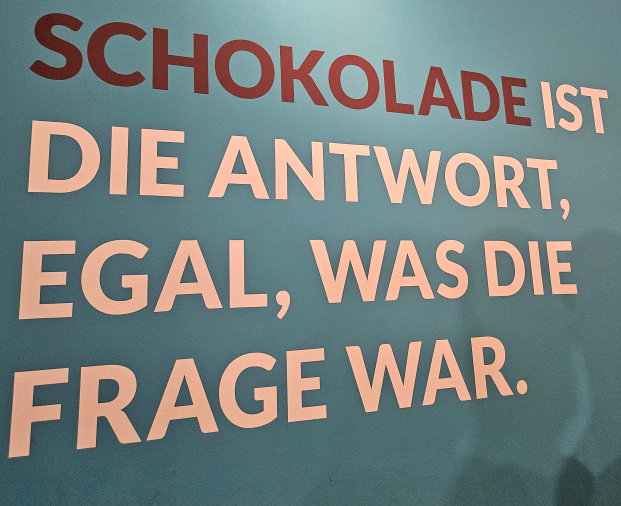 SCHOKOLADE IST
DIE ANTWORT,
EGAL, WAS DIE
FRAGE WAR.